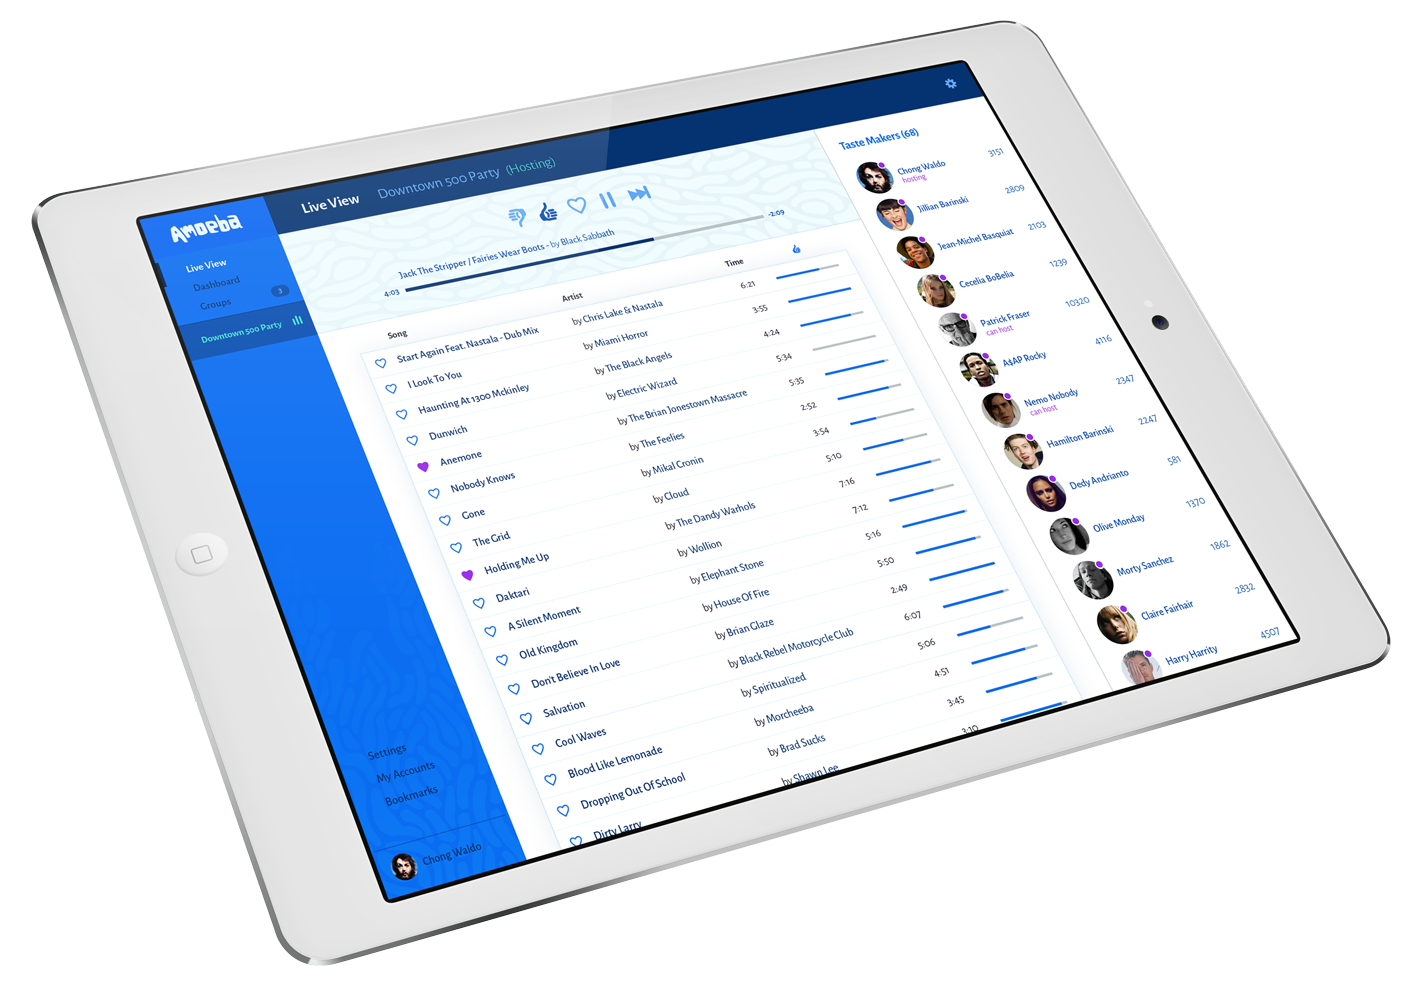 Amoeba
Live View
Dashboard
Groups 3
Downtown 500 Party
Settings
My Accounts
Bookmarks
Chong Waldo
Live View Downtown 500 Party (Hosting)
Jack The Stripper / Fairies Wear Boots - by Black Sabbath
4:03 -2:09
Song Artist Time
Start Again Feat. Nastala - Dub Mix by Chris Lake & Nastala 6:21
I Look To You by Miami Horror 3:55
Haunting At 1300 Mckinley by The Black Angels 4:24
Dunwich by Electric Wizard 5:34
Anemone by The Brian Jonestown Massacre 5:35
Nobody Knows by The Feelies 2:52
Gone by Mikal Cronin 3:54
The Grid by Cloud 5:10
Holding Me Up by The Dandy Warhols 7:16
Daktari by Wollion 7:12
A Silent Moment by Elephant Stone 5:16
Old Kingdom by House Of Fire 5:50
Don't Believe In Love by Brian Glaze 2:49
Salvation by Black Rebel Motorcycle Club 6:07
Cool Waves by Spiritualized 5:06
Blood Like Lemonade by Morcheeba 4:51
Dropping Out Of School by Brad Sucks 3:45
Dirty Larry by Shawn Lee 3:10
Taste Makers (68)
Chong Waldo 3151
hosting
Jillian Barinski 2809
Jean-Michel Basquiat 2103
Cecelia BoBelia 1239
Patrick Fraser 10320
can host
A$AP Rocky 4116
Nemo Nobody 2347
can host
Hamilton Barinski 2247
Dedy Andrianto 581
Olive Monday 1370
Morty Sanchez 1862
Claire Fairhair 2832
Harry Harrity 4507